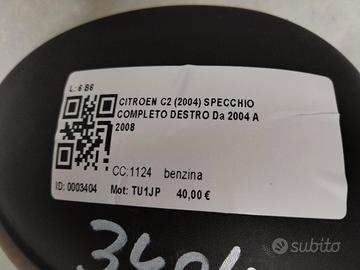 L: 6 B6
CITROEN C2 (2004) SPECCHIO
COMPLETO DESTRO Da 2004 A
2008
CC:1124 benzina
ID: 0003404 Mot: TU1JP 40,00 €
3404
subito